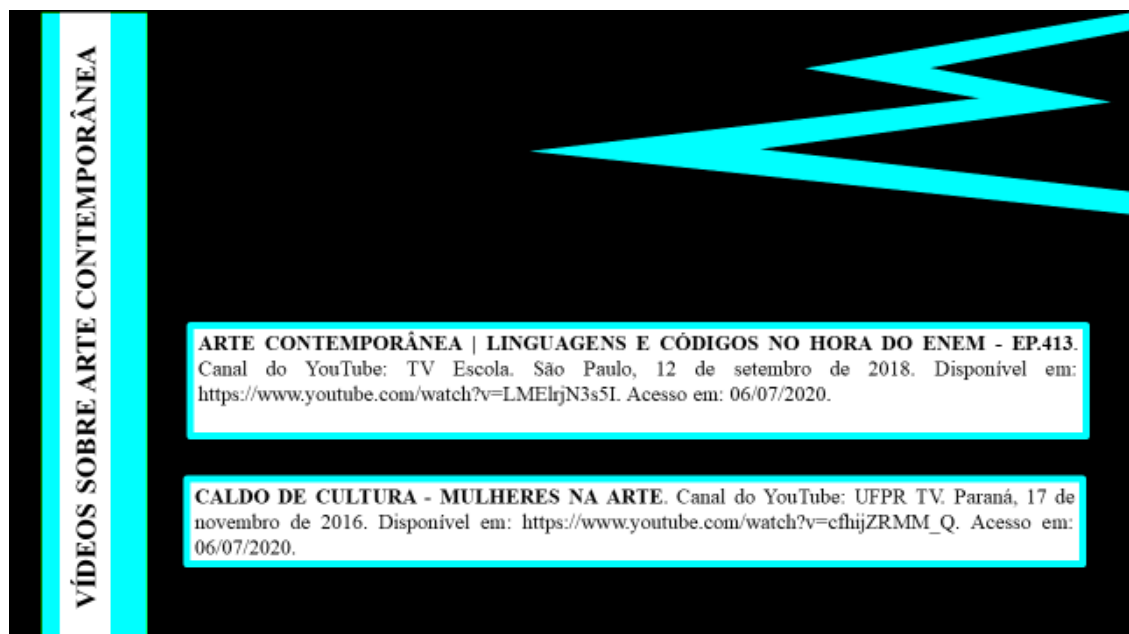 VÍDEOS SOBRE ARTE CONTEMPORÂNEA
ARTE CONTEMPORÂNEA | LINGUAGENS E CÓDIGOS NO HORA DO ENEM - EP.413.
Canal do YouTube: TV Escola. São Paulo, 12 de setembro de 2018. Disponível em:
https://www.youtube.com/watch?v=LMElrjN3s5I. Acesso em: 06/07/2020.
CALDO DE CULTURA - MULHERES NA ARTE. Canal do YouTube: UFPR TV. Paraná, 17 de
novembro de 2016. Disponível em: https://www.youtube.com/watch?v=cfhijZRMM_Q. Acesso em:
06/07/2020.